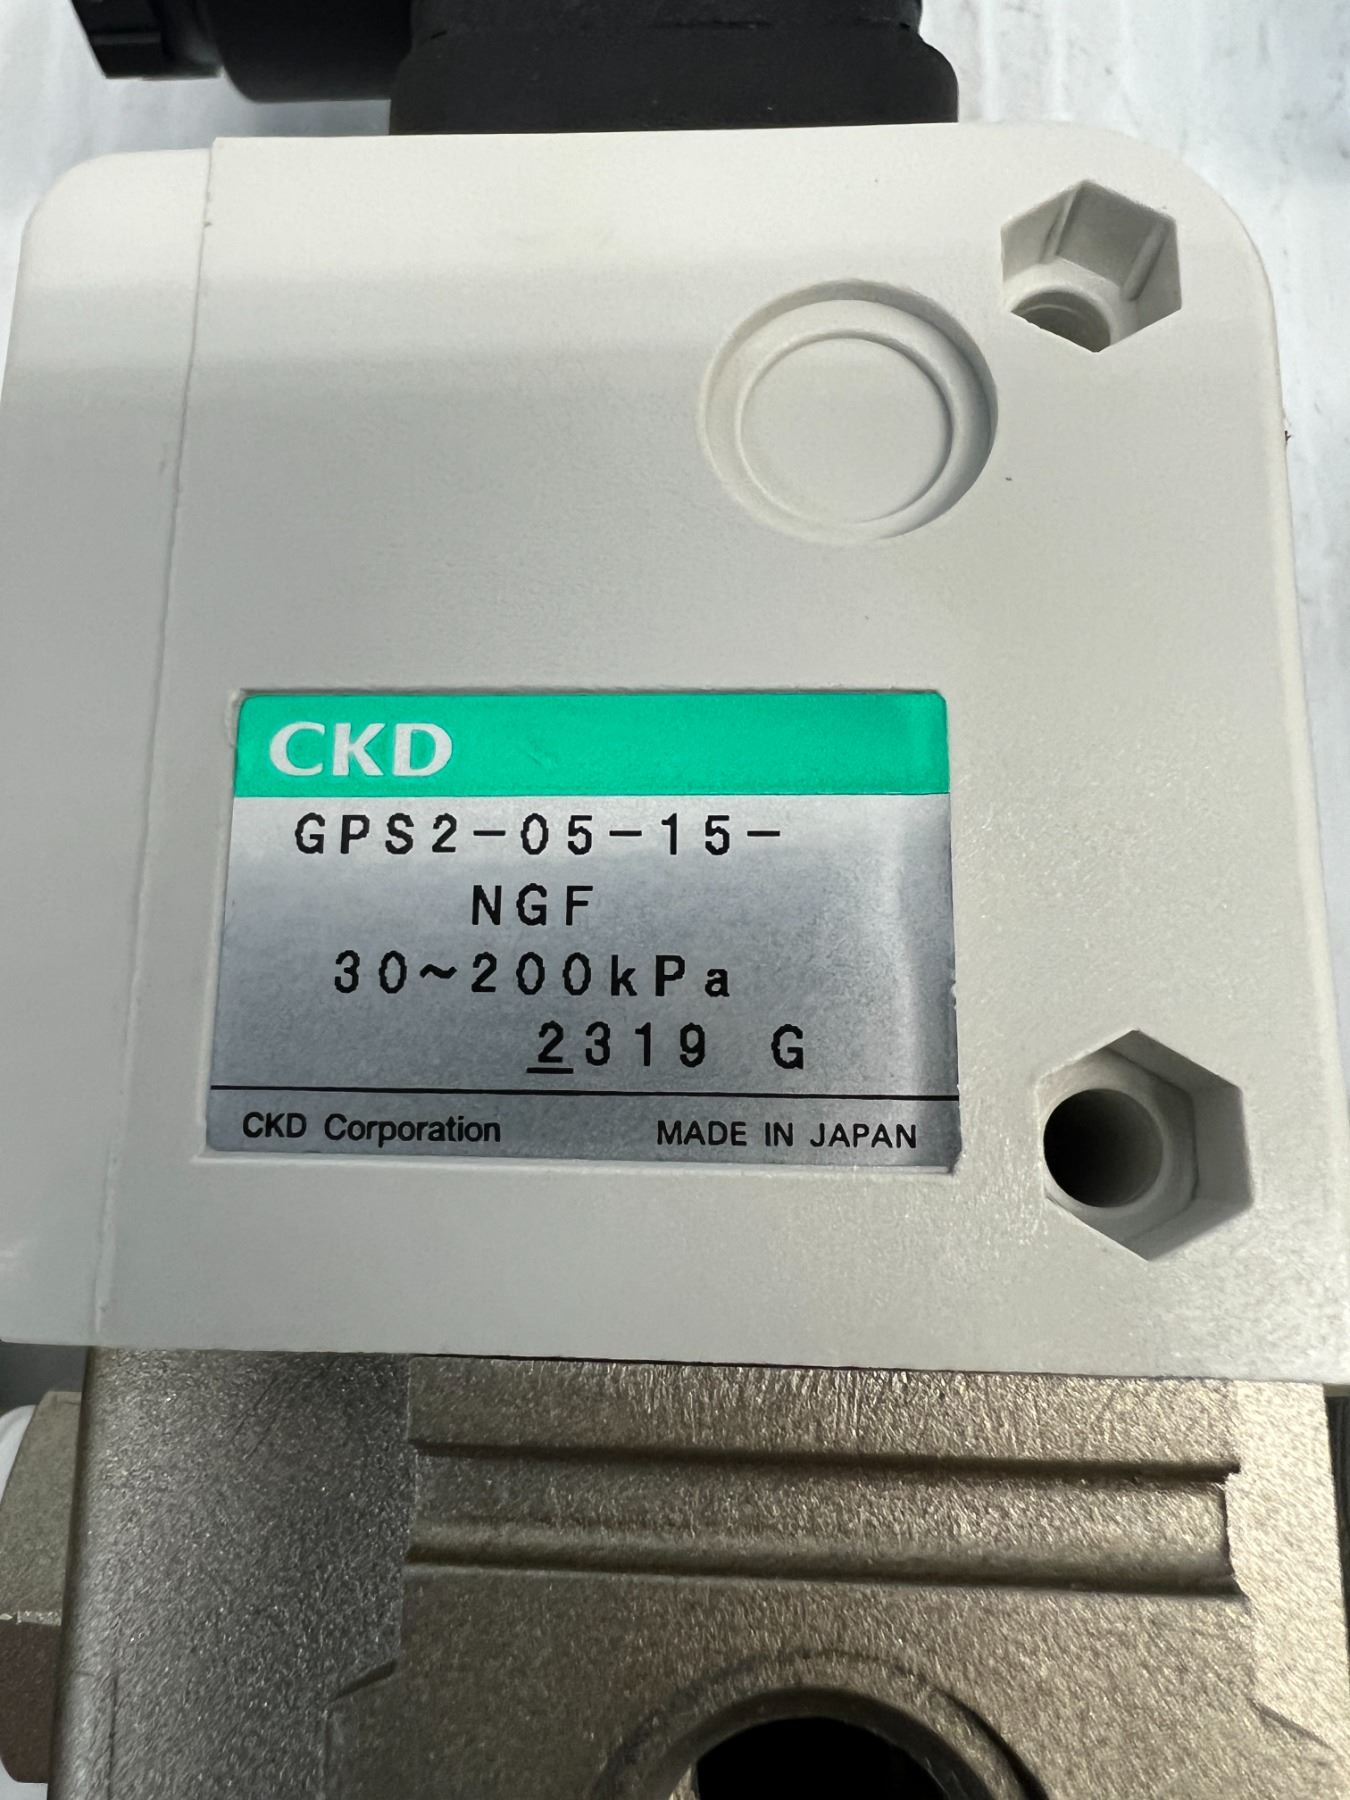 CKD
GPS2-05-15-
NGF
30~200kPa
2319 G
CKD Corporation MADE IN JAPAN